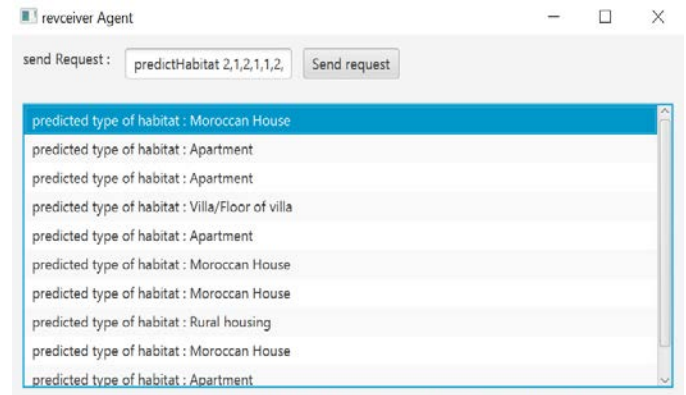 revceiver Agent
send Request : predictHabitat 2,1,2,1,1,2, Send request
predicted type of habitat : Moroccan House
predicted type of habitat : Apartment
predicted type of habitat : Apartment
predicted type of habitat : Villa/Floor of villa
predicted type of habitat : Apartment
predicted type of habitat : Moroccan House
predicted type of habitat : Moroccan House
predicted type of habitat : Rural housing
predicted type of habitat : Moroccan House
predicted type of habitat : Apartment